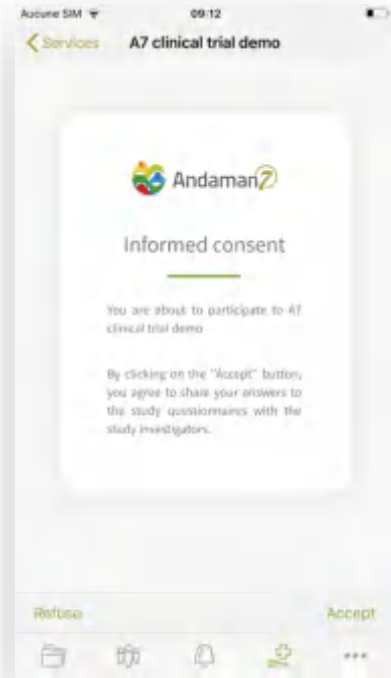 Aucune SIM 09:12
Services A7 clinical trial demo
Andaman7
Informed consent
You are about to participate to A7
clinical trial demo
By clicking on the "Accept" button,
you agree to share your answers to
the study questionnaires with the
study investigators.
Refuse Accept